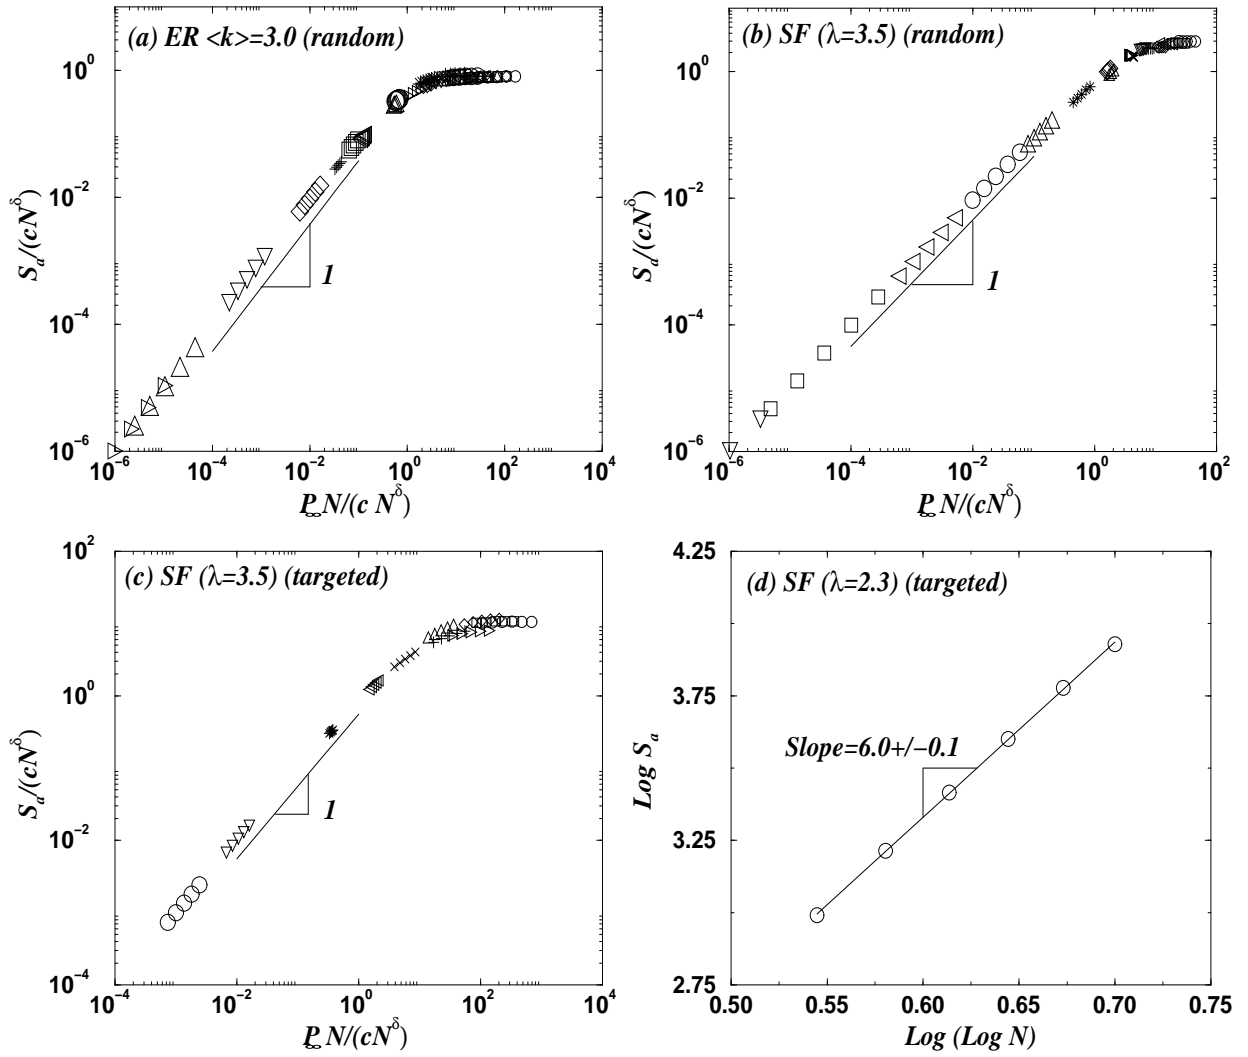 (a) ER <k>=3.0 (random)
10^0
10^-2
10^-4
10^-6
S_a/(cN^δ)
1
10^-6 10^-4 10^-2 10^0 10^2 10^4
P_∞ N/(c N^δ)
(b) SF (λ=3.5) (random)
10^0
10^-2
10^-4
10^-6
S_a/(cN^δ)
1
10^-6 10^-4 10^-2 10^0 10^2
P_∞ N/(cN^δ)
(c) SF (λ=3.5) (targeted)
10^2
10^0
10^-2
10^-4
S_a/(cN^δ)
1
10^-4 10^-2 10^0 10^2 10^4
P_∞ N/(cN^δ)
(d) SF (λ=2.3) (targeted)
4.25
3.75
3.25
2.75
Log S_a
Slope=6.0+/−0.1
0.50 0.55 0.60 0.65 0.70 0.75
Log (Log N)